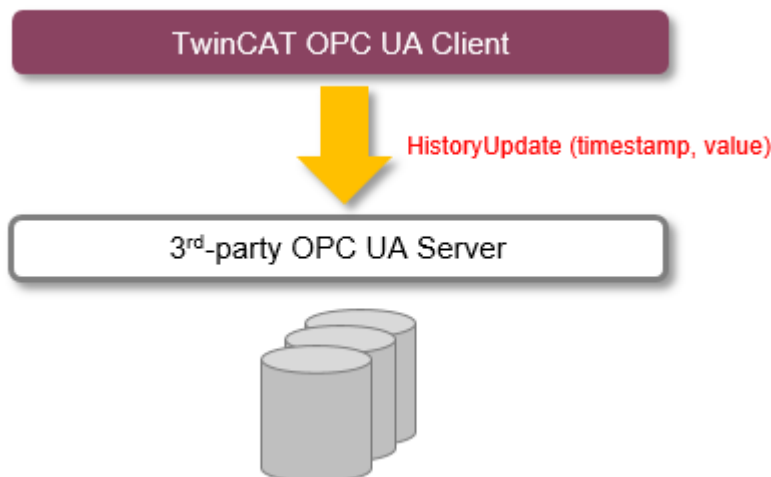 TwinCAT OPC UA Client
HistoryUpdate (timestamp, value)
3rd-party OPC UA Server